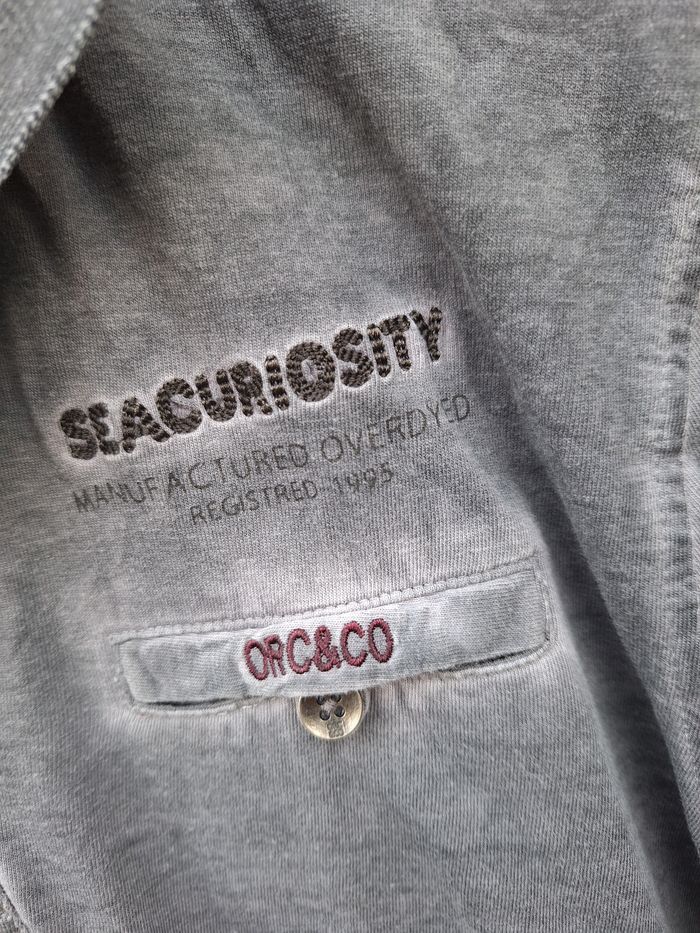 SEACURIOSITY
MANUFACTURED OVERDYED
REGISTRED 1995
ORC&CO